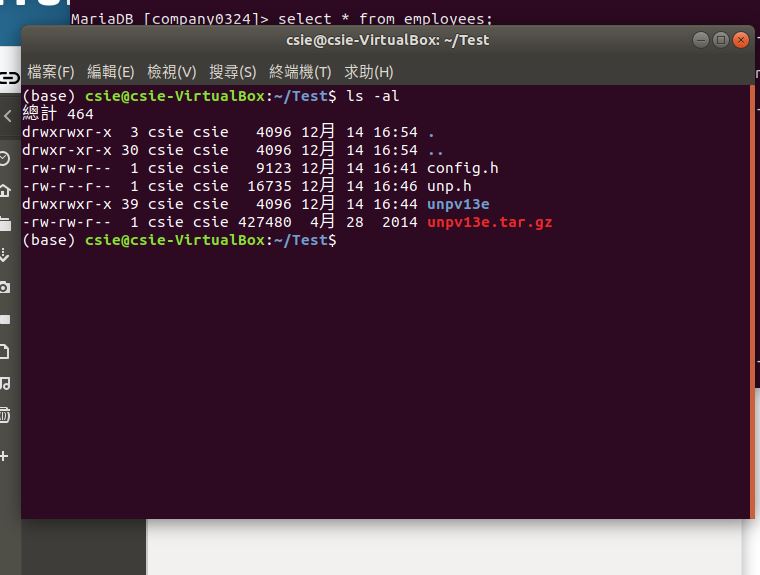 MariaDB [company0324]> select * from employees;
csie@csie-VirtualBox: ~/Test
檔案(F) 編輯(E) 檢視(V) 搜尋(S) 終端機(T) 求助(H)
(base) csie@csie-VirtualBox:~/Test$ ls -al
總計 464
drwxrwxr-x  3 csie csie   4096 12月 14 16:54 .
drwxr-xr-x 30 csie csie   4096 12月 14 16:54 ..
-rw-rw-r--  1 csie csie   9123 12月 14 16:41 config.h
-rw-r--r--  1 csie csie  16735 12月 14 16:46 unp.h
drwxrwxr-x 39 csie csie   4096 12月 14 16:44 unpv13e
-rw-rw-r--  1 csie csie 427480  4月 28  2014 unpv13e.tar.gz
(base) csie@csie-VirtualBox:~/Test$